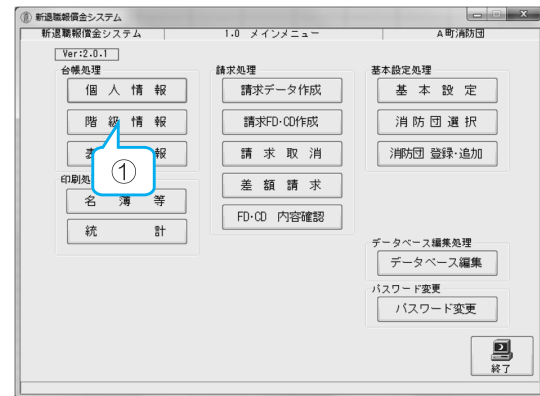 新退職報償金システム
新退職報償金システム 1.0 メインメニュー A町消防団
Ver:2.0.1
台帳処理
個人情報
階級情報
報
印刷処
名簿等
統計
請求処理
請求データ作成
請求FD・CD作成
請求取消
差額請求
FD・CD 内容確認
基本設定処理
基本設定
消防団選択
消防団 登録・追加
データベース編集処理
データベース編集
パスワード変更
パスワード変更
終了
①